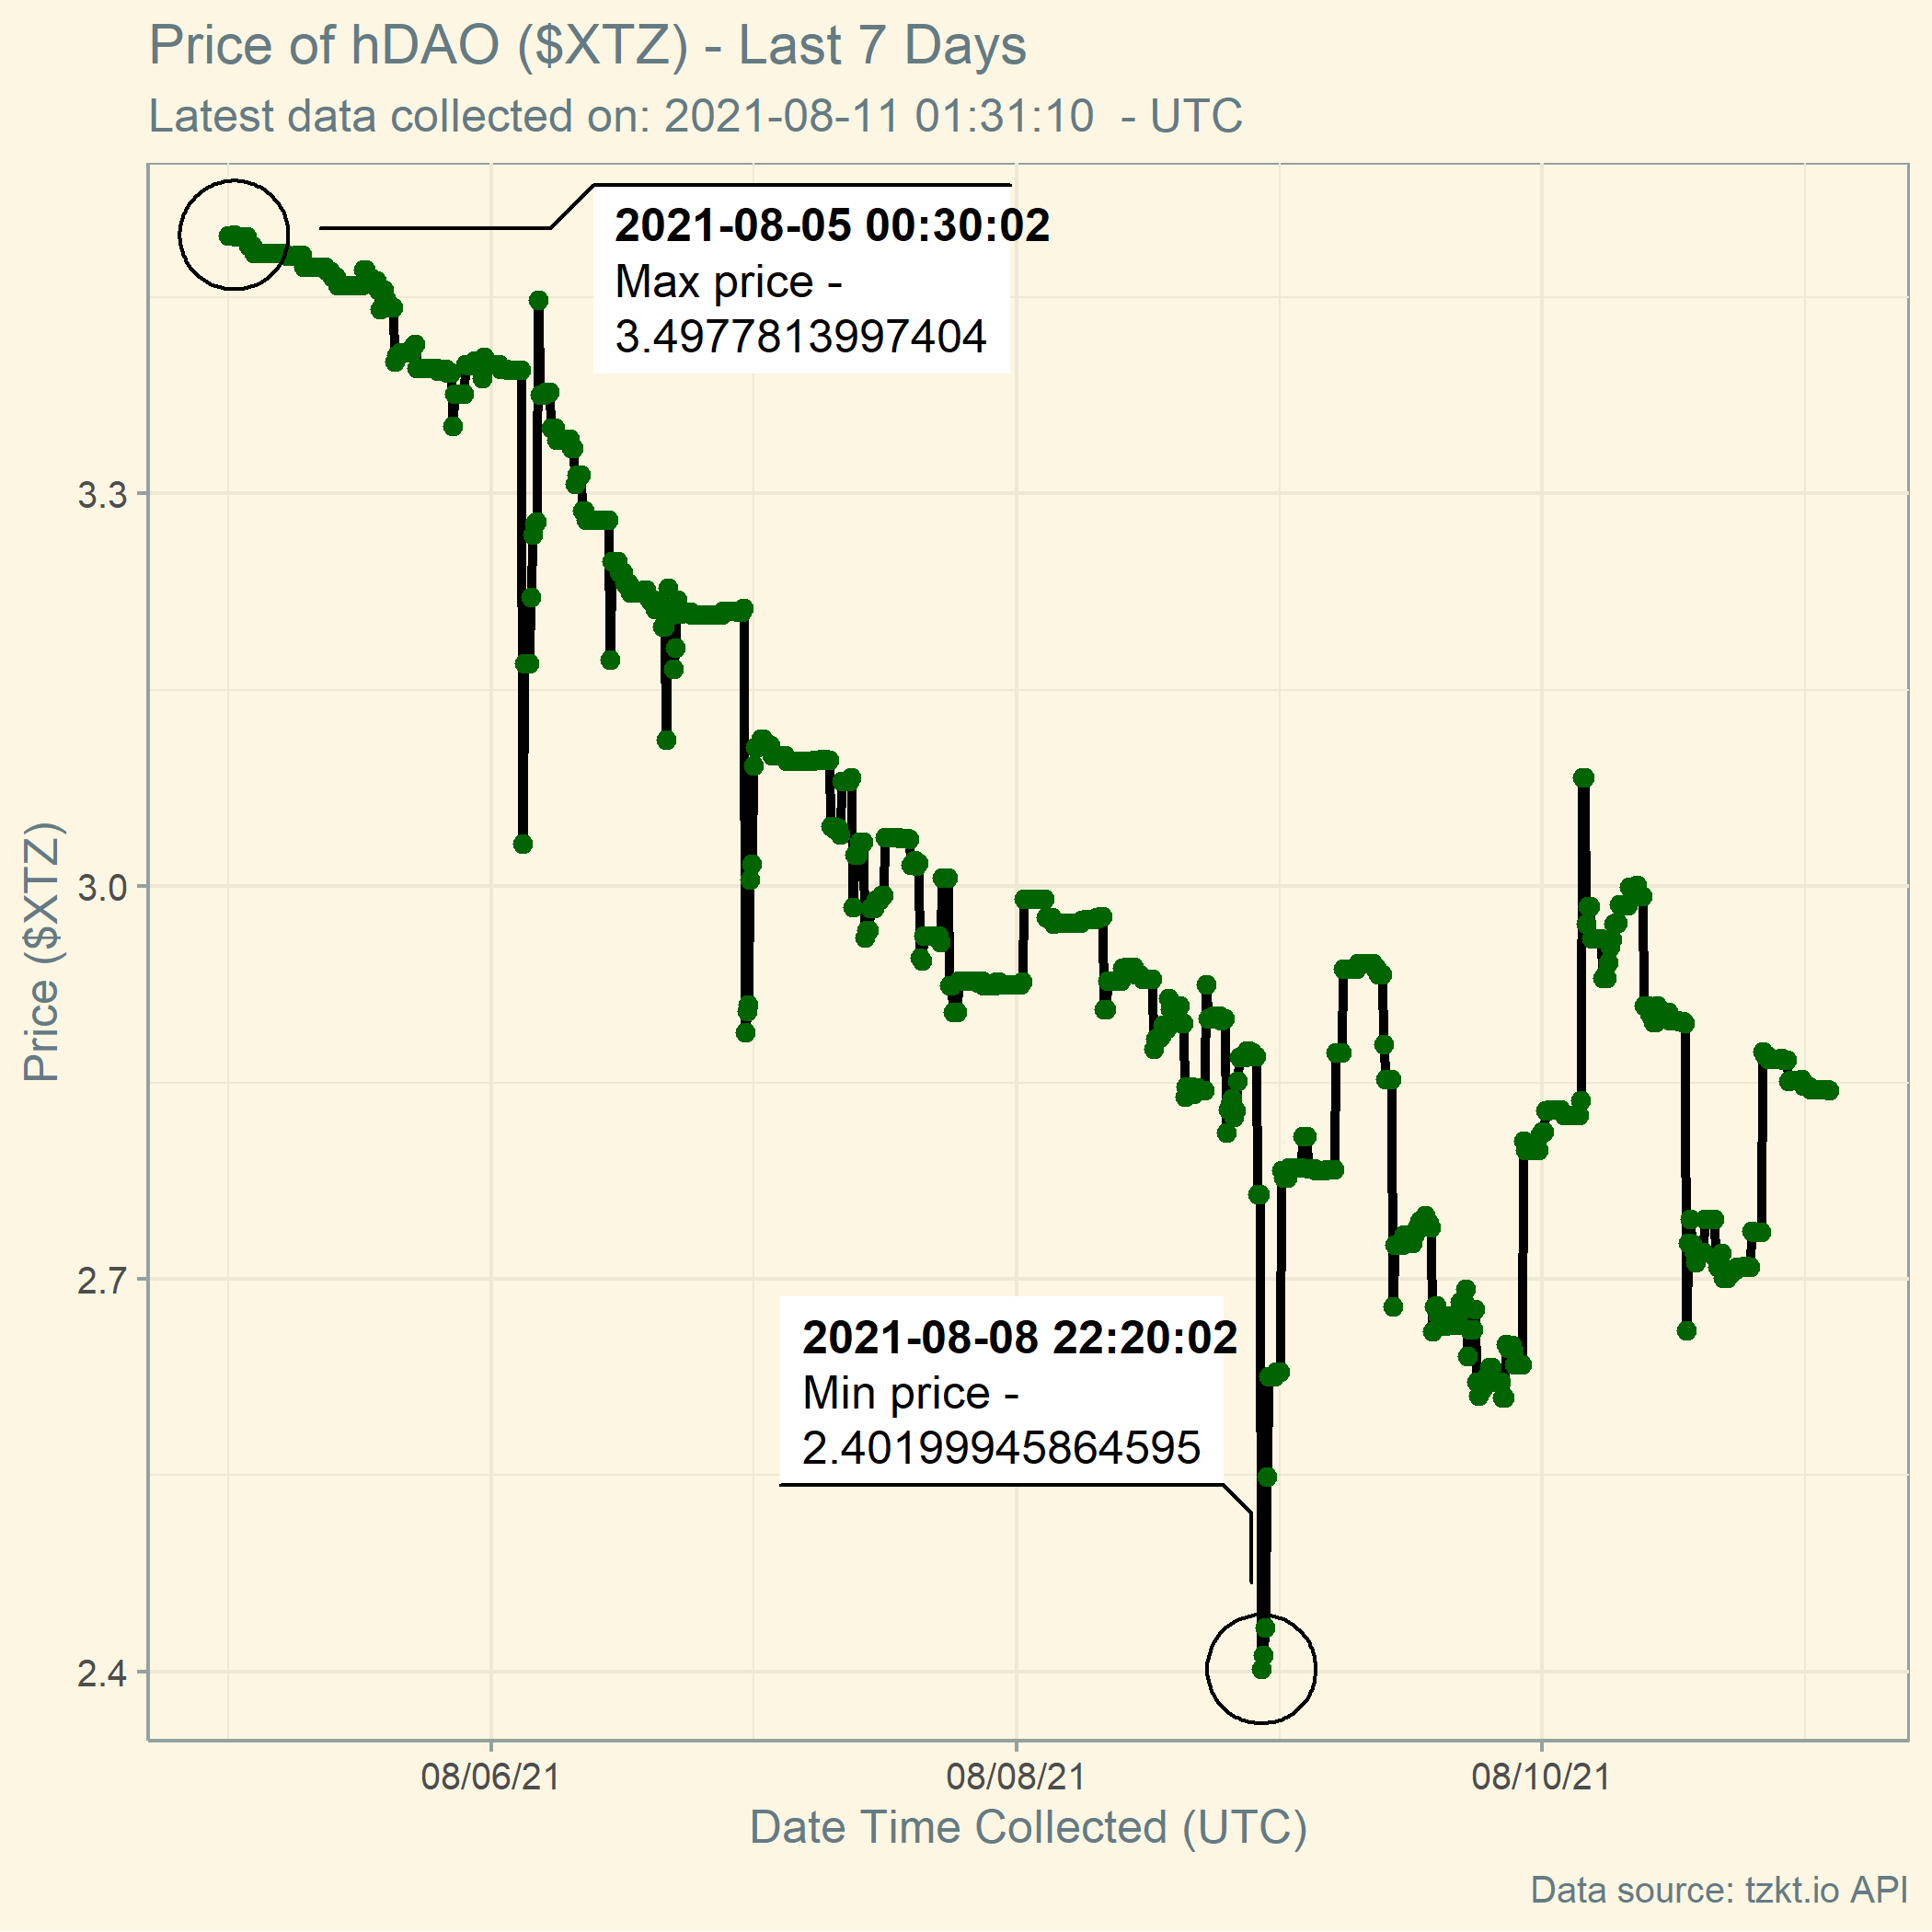 Price of hDAO ($XTZ) - Last 7 Days
Latest data collected on: 2021-08-11 01:31:10  - UTC
2021-08-05 00:30:02
Max price -
3.4977813997404
3.3
3.0
2.7
2.4
Price ($XTZ)
2021-08-08 22:20:02
Min price -
2.40199945864595
08/06/21
08/08/21
08/10/21
Date Time Collected (UTC)
Data source: tzkt.io API